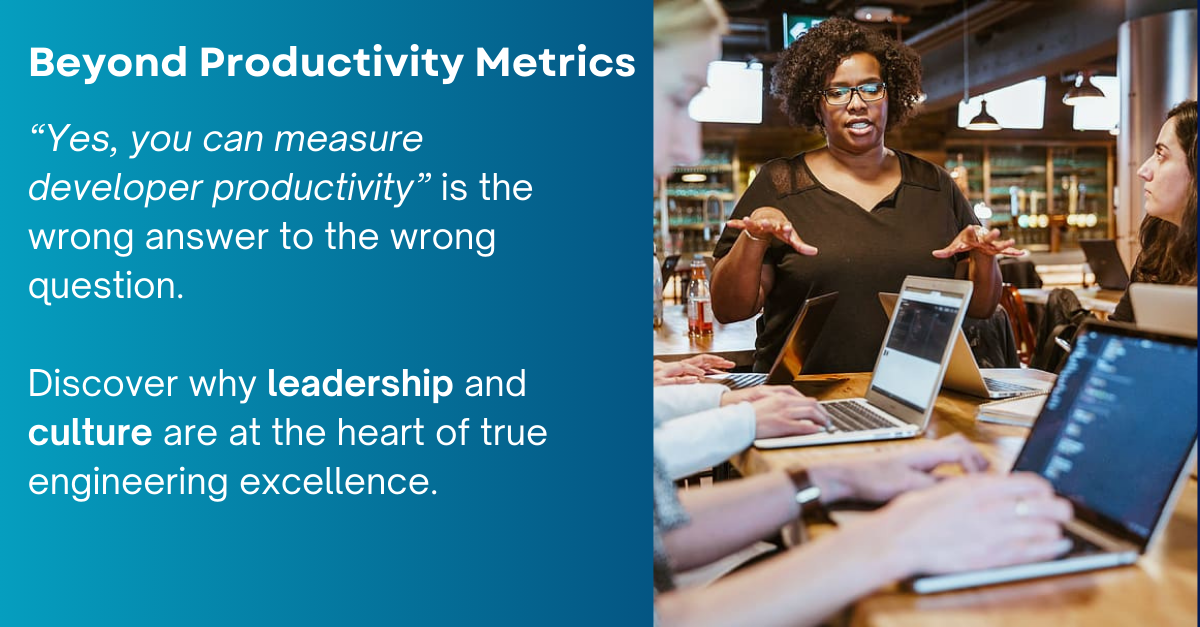 Beyond Productivity Metrics
“Yes, you can measure
developer productivity” is the
wrong answer to the wrong
question.
Discover why leadership and
culture are at the heart of true
engineering excellence.